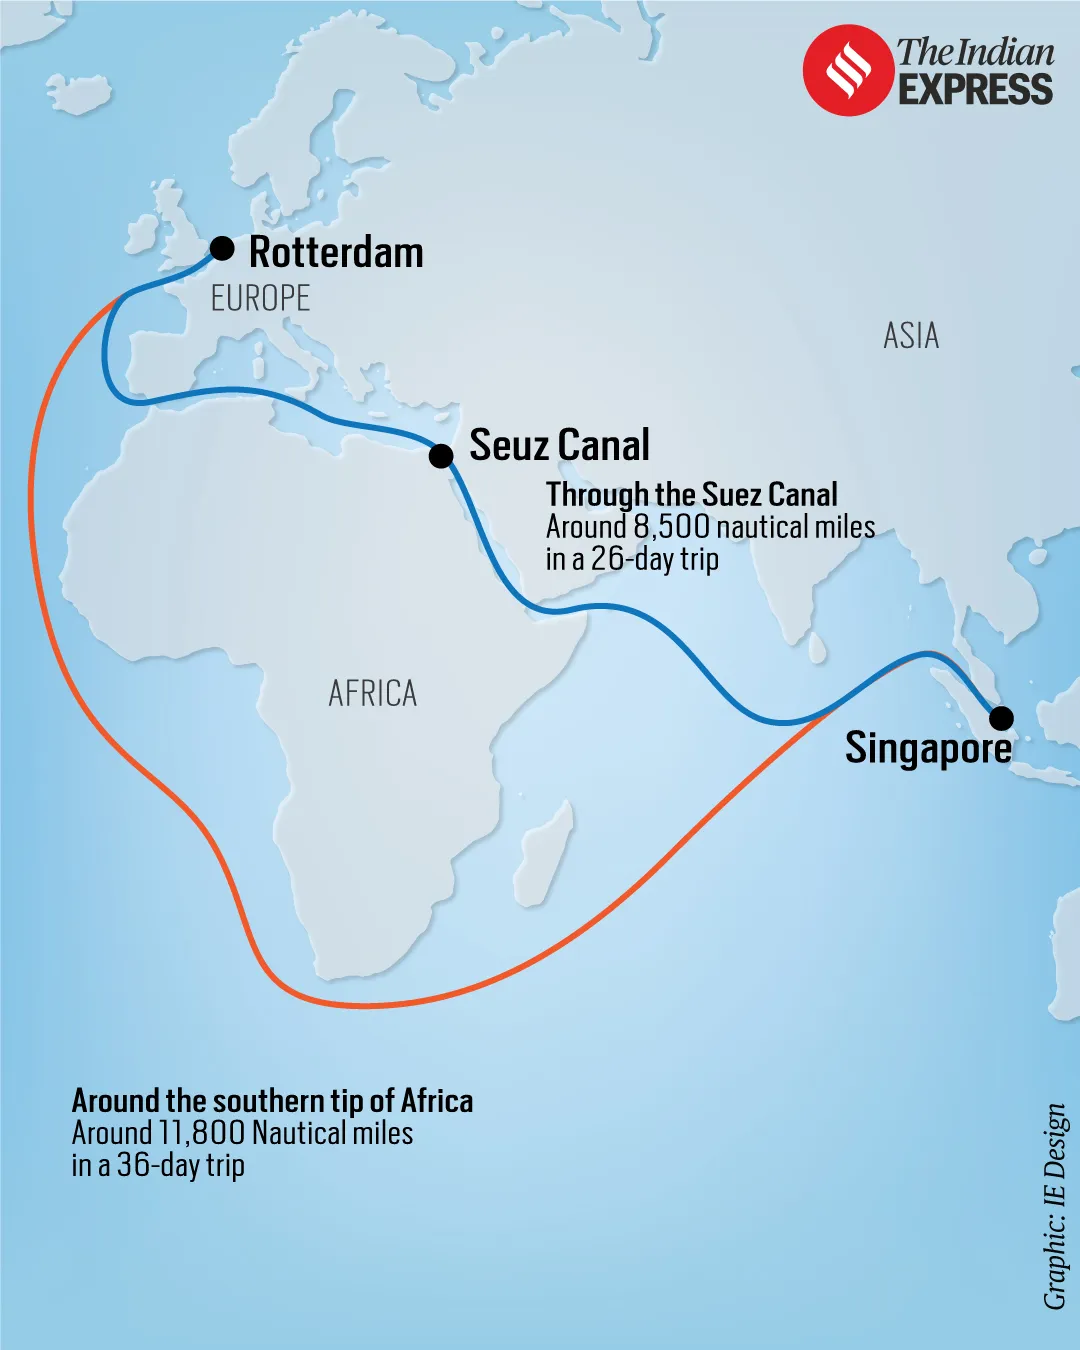 The Indian
EXPRESS
Rotterdam
EUROPE
ASIA
Seuz Canal
Through the Suez Canal
Around 8,500 nautical miles
in a 26-day trip
AFRICA
Singapore
Around the southern tip of Africa
Around 11,800 Nautical miles
in a 36-day trip
Graphic: IE Design